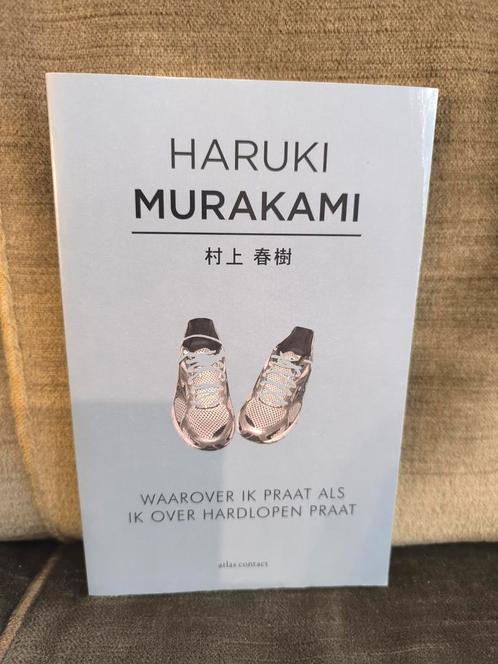 HARUKI
MURAKAMI
村上 春樹
WAAROVER IK PRAAT ALS
IK OVER HARDLOPEN PRAAT
atlas contact